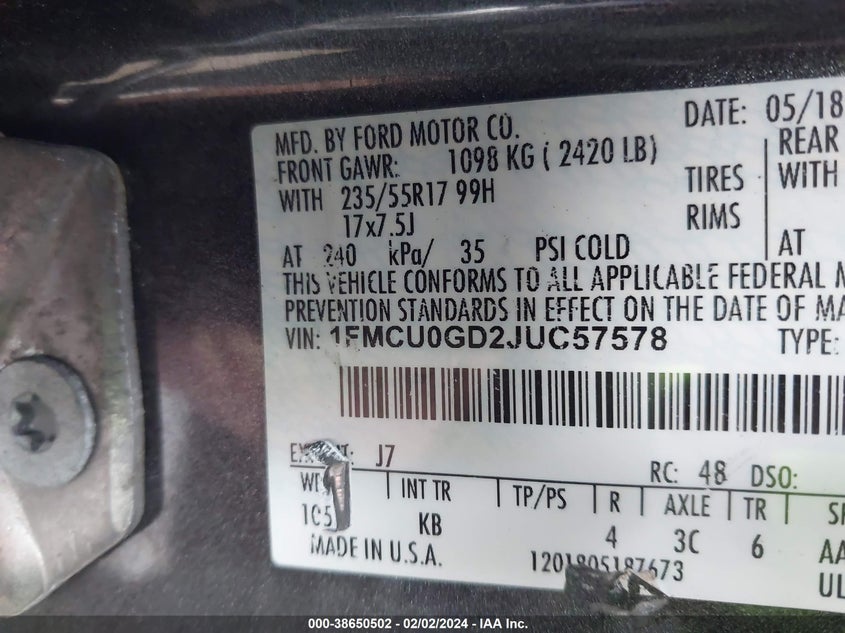 DATE: 05/18
MFD. BY FORD MOTOR CO.
FRONT GAWR: 1098 KG ( 2420 LB) REAR
WITH 235/55R17 99H TIRES WITH
17x7.5J RIMS
AT 240 kPa/ 35 PSI COLD AT
THIS VEHICLE CONFORMS TO ALL APPLICABLE FEDERAL
PREVENTION STANDARDS IN EFFECT ON THE DATE OF
VIN: 1FMCU0GD2JUC57578 TYPE:
J7
RC: 48 DSO:
INT TR TP/PS R AXLE TR
KB 4 3C 6 AA
MADE IN U.S.A. 1201805187673 UL
000-38650502 - 02/02/2024 - IAA Inc.